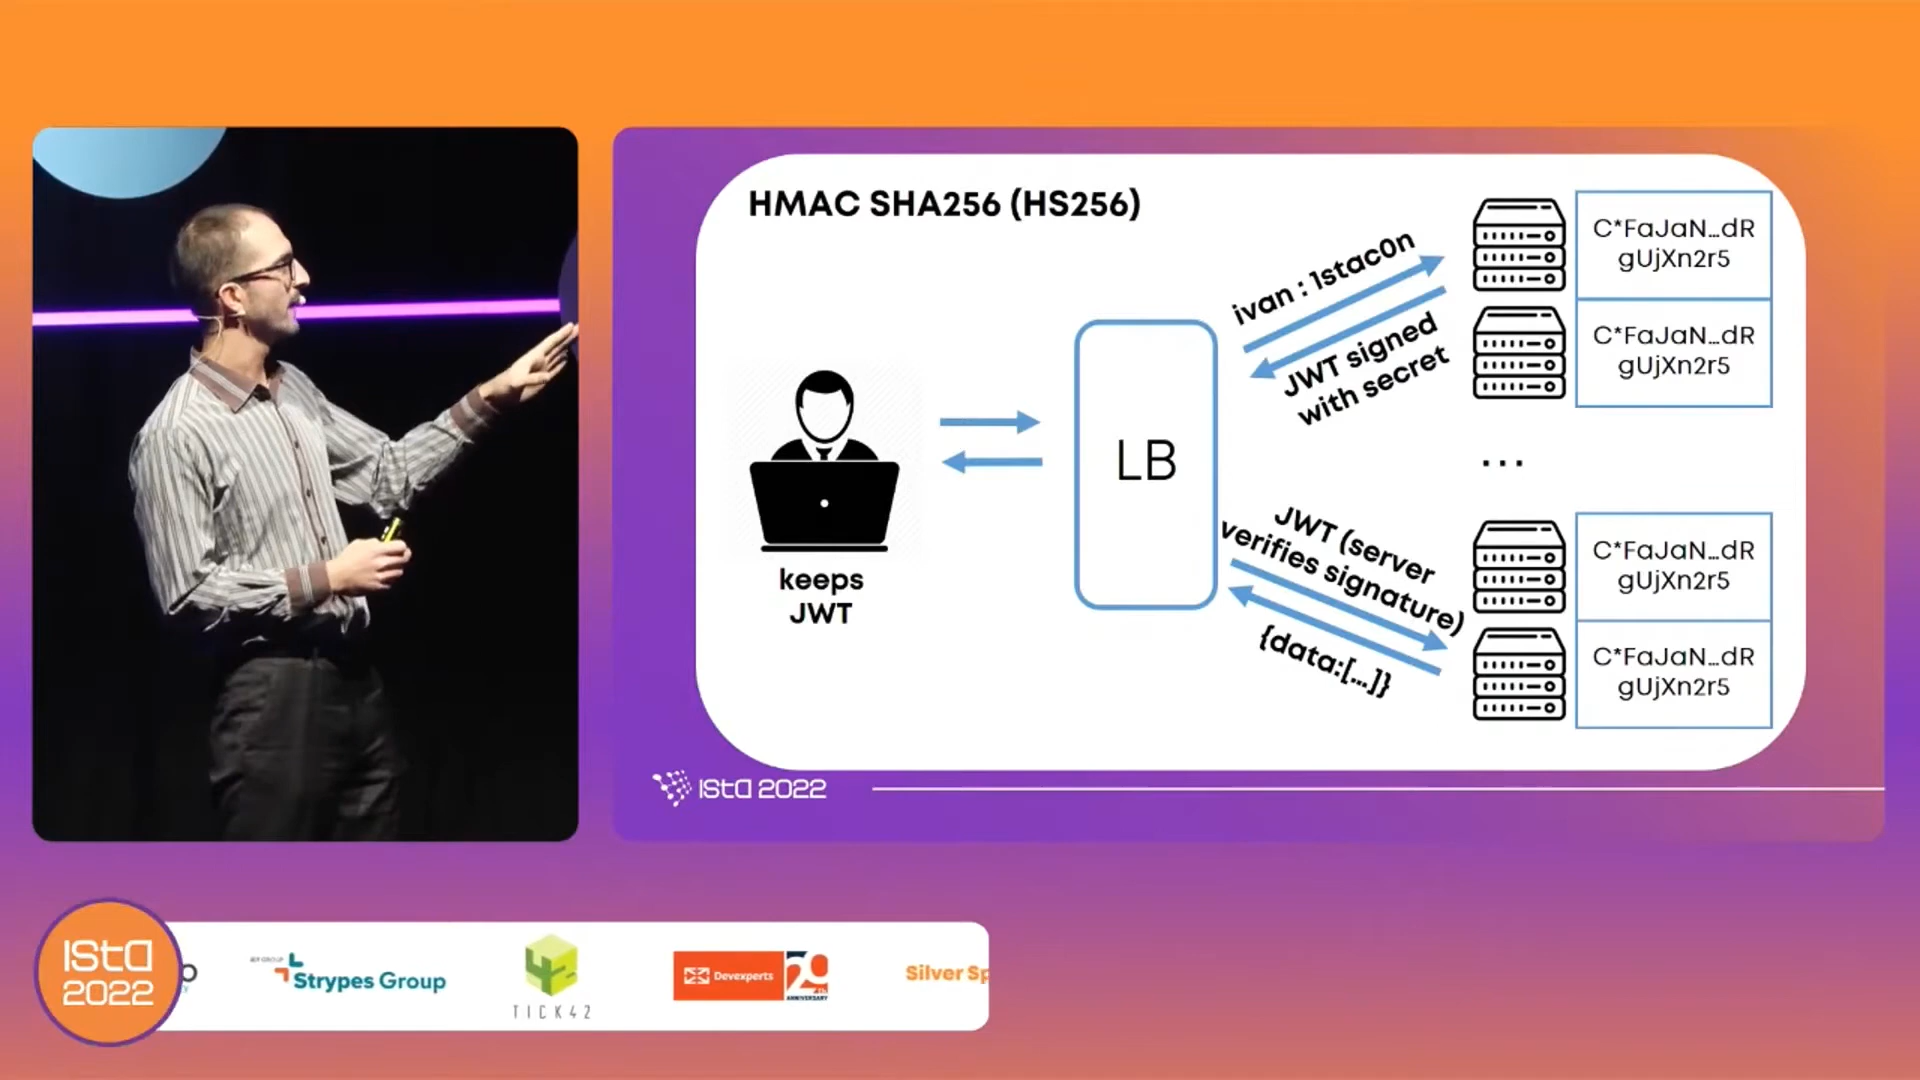 HMAC SHA256 (HS256)
ivan : 1stac0n
JWT signed
with secret
C*FaJaN...dR
gUjXn2r5
C*FaJaN...dR
gUjXn2r5
LB
...
keeps
JWT
JWT (server
verifies signature)
{data:[...]}
C*FaJaN...dR
gUjXn2r5
C*FaJaN...dR
gUjXn2r5
ISTA 2022
ISTA
2022
Strypes Group
TICK42
Devexperts
29
ANNIVERSARY
Silver Sp